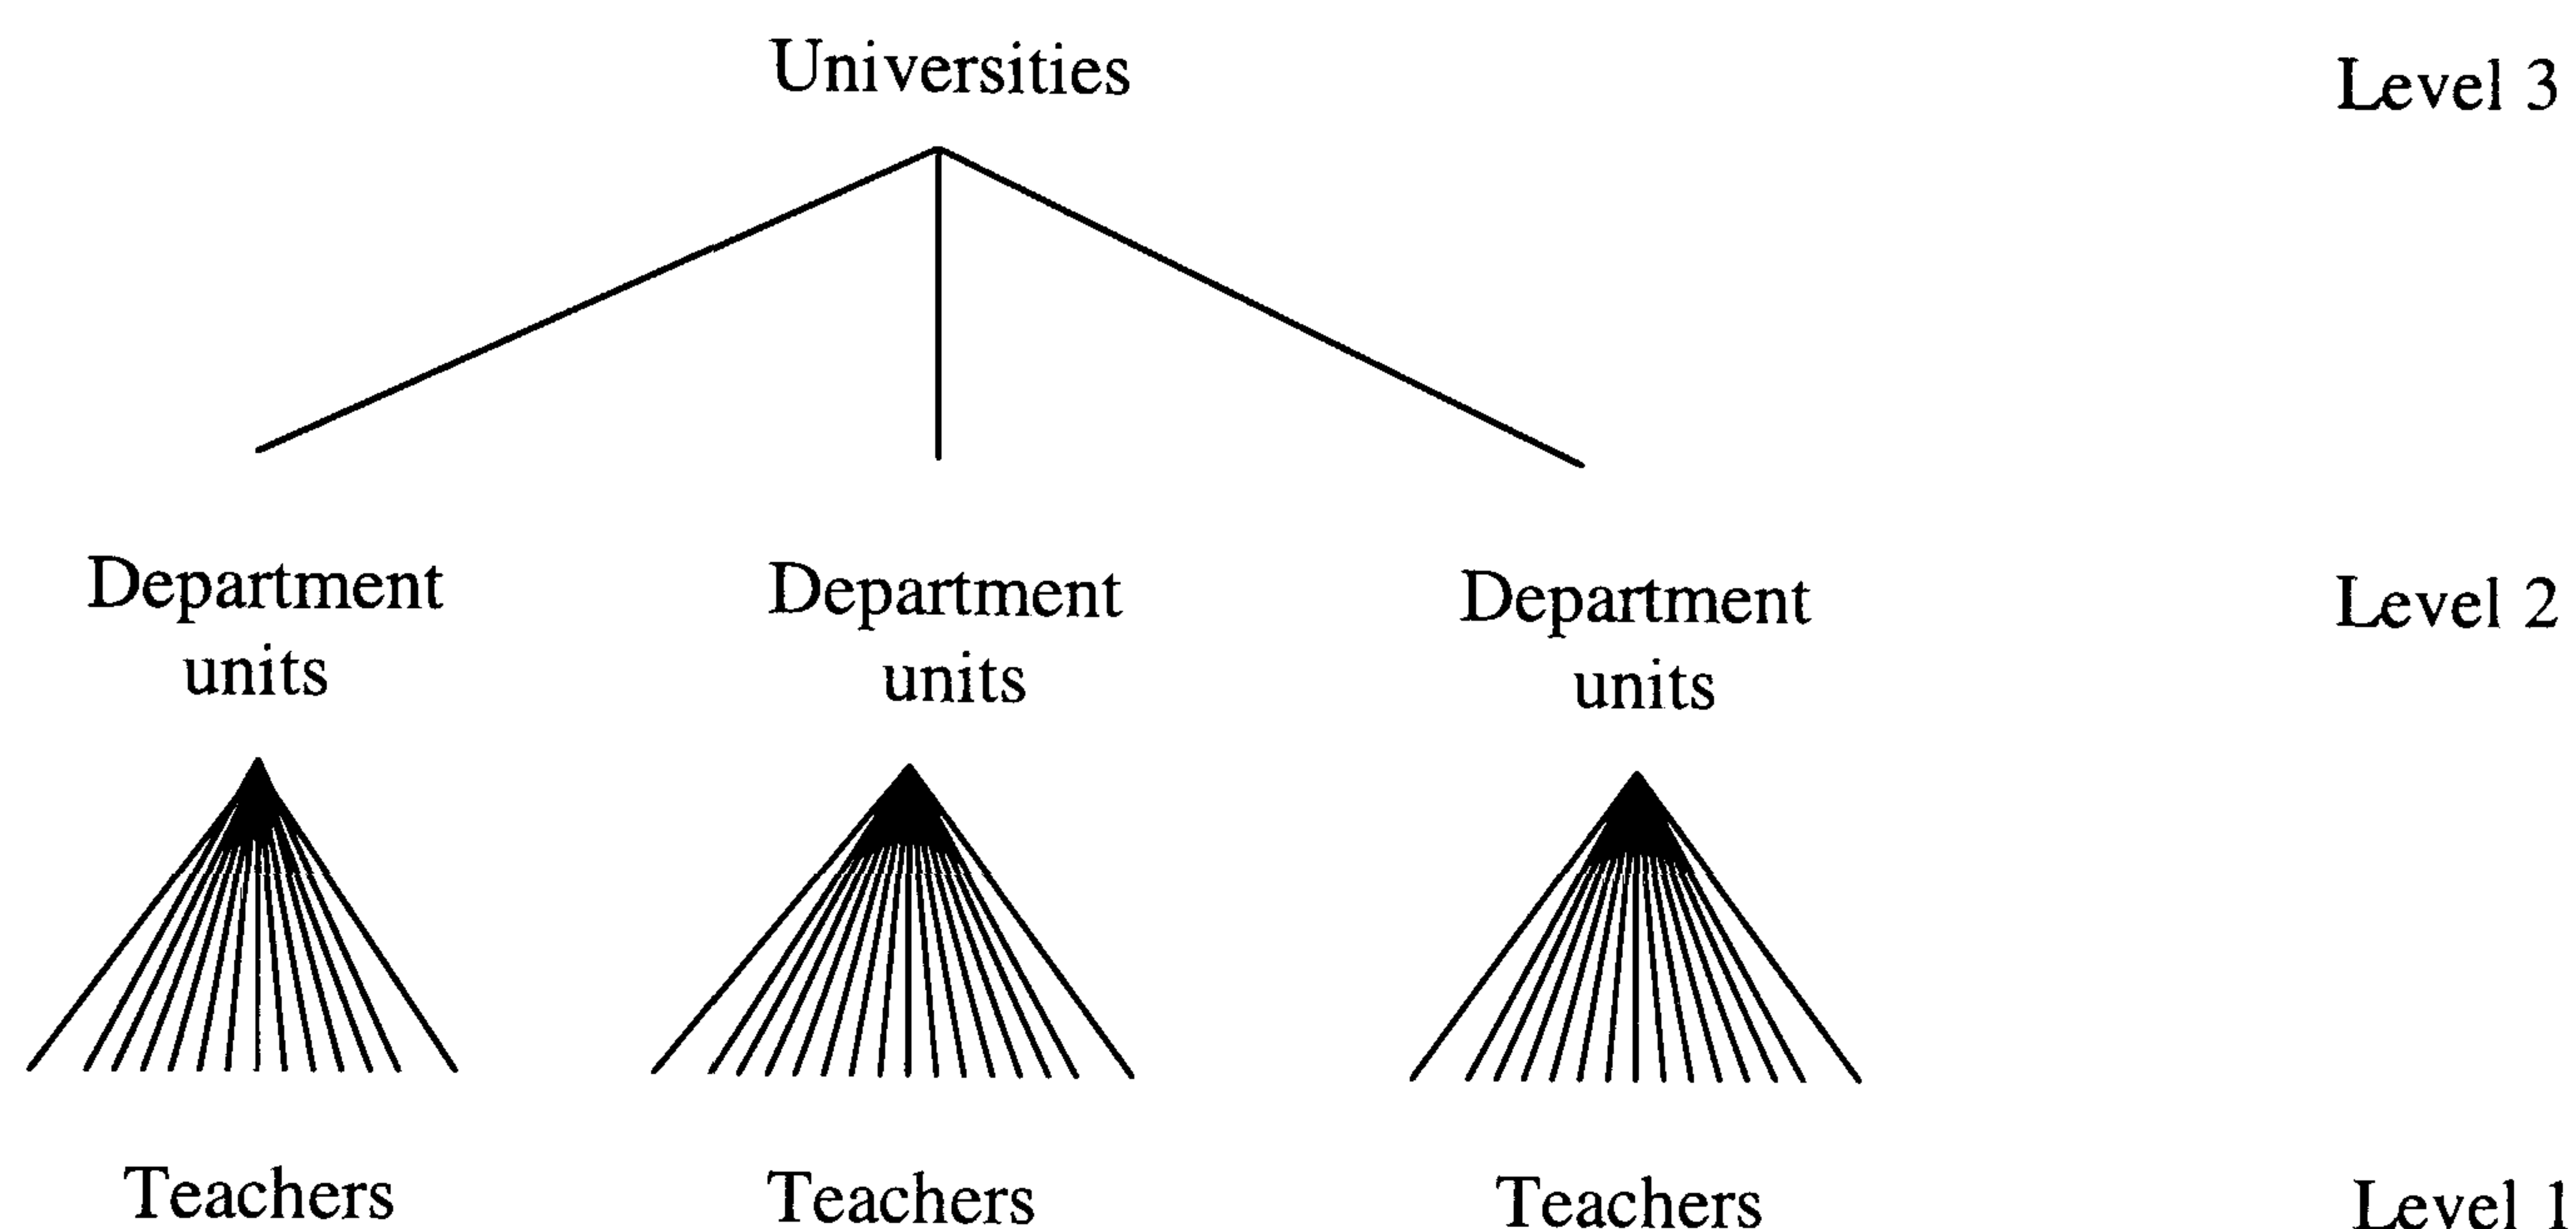 Universities
Level 3
Department units
Department units
Department units
Level 2
Teachers
Teachers
Teachers
Level 1